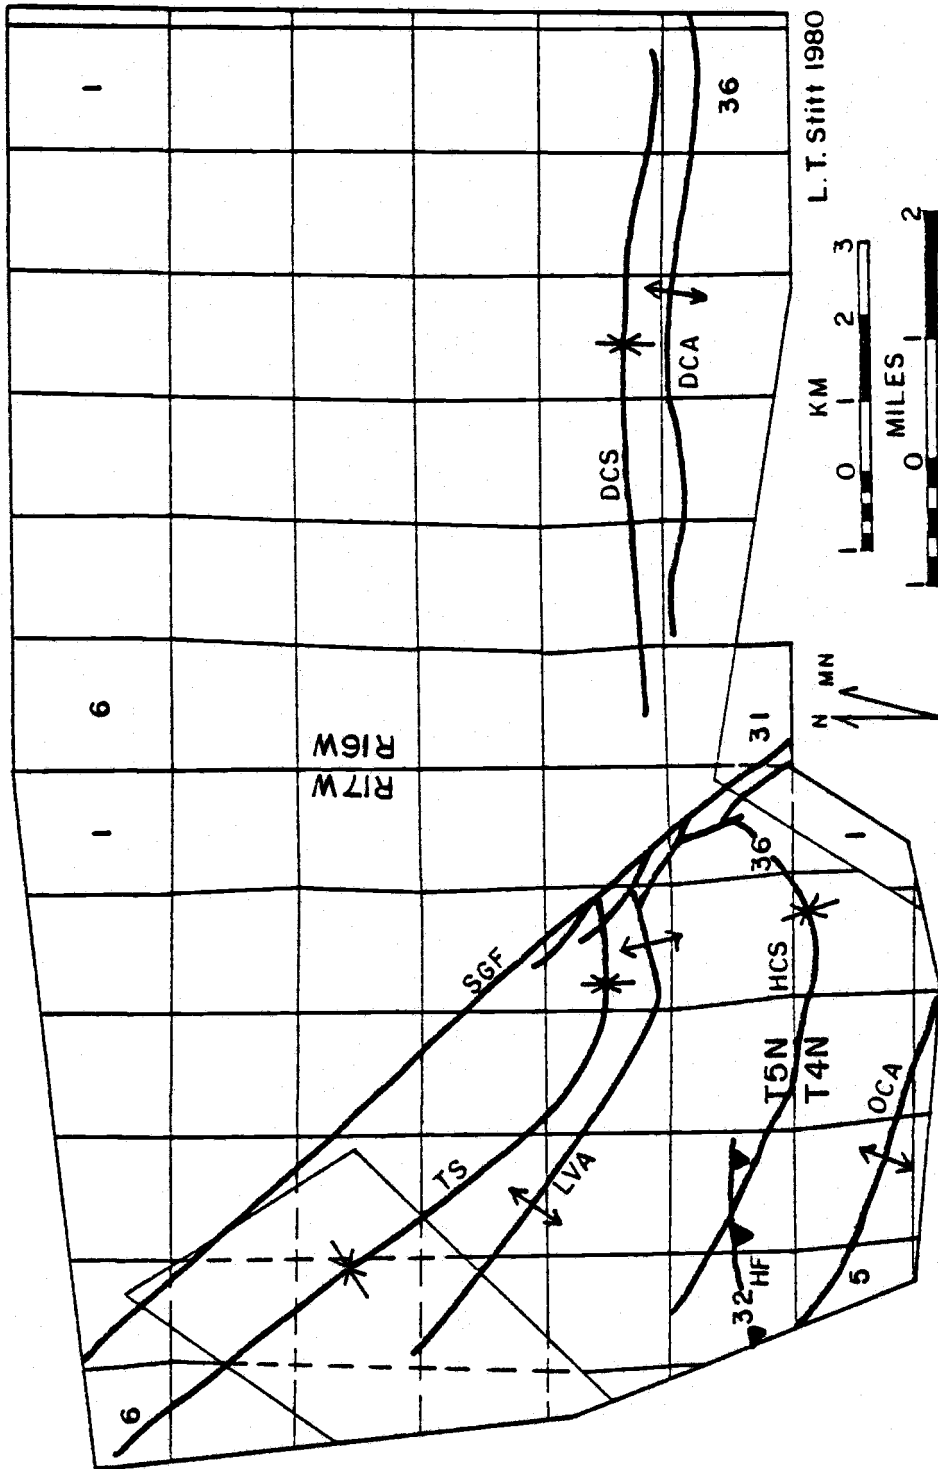 6
1
6
1
SGF
R17W
R16W
TS
LVA
DCS
DCA
36
32
HF
HCS
36
31
T5N
T4N
5
OCA
1
N
MN
KM
1 0 1 2 3
MILES
1 0 1 2
L. T. Stitt 1980